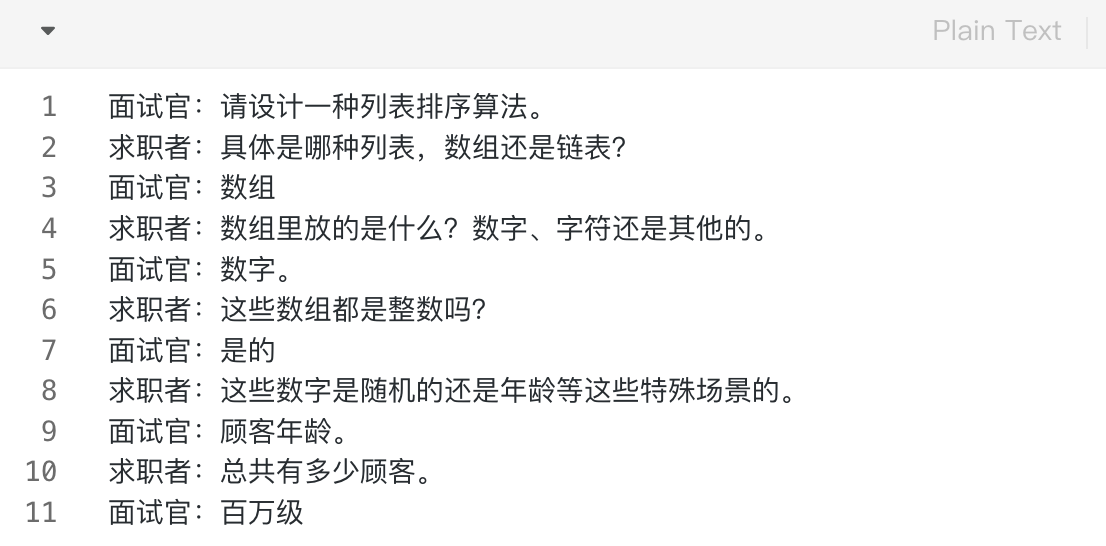 Plain Text
1 面试官：请设计一种列表排序算法。
2 求职者：具体是哪种列表，数组还是链表？
3 面试官：数组
4 求职者：数组里放的是什么？数字、字符还是其他的。
5 面试官：数字。
6 求职者：这些数组都是整数吗？
7 面试官：是的
8 求职者：这些数字是随机的还是年龄等这些特殊场景的。
9 面试官：顾客年龄。
10 求职者：总共有多少顾客。
11 面试官：百万级